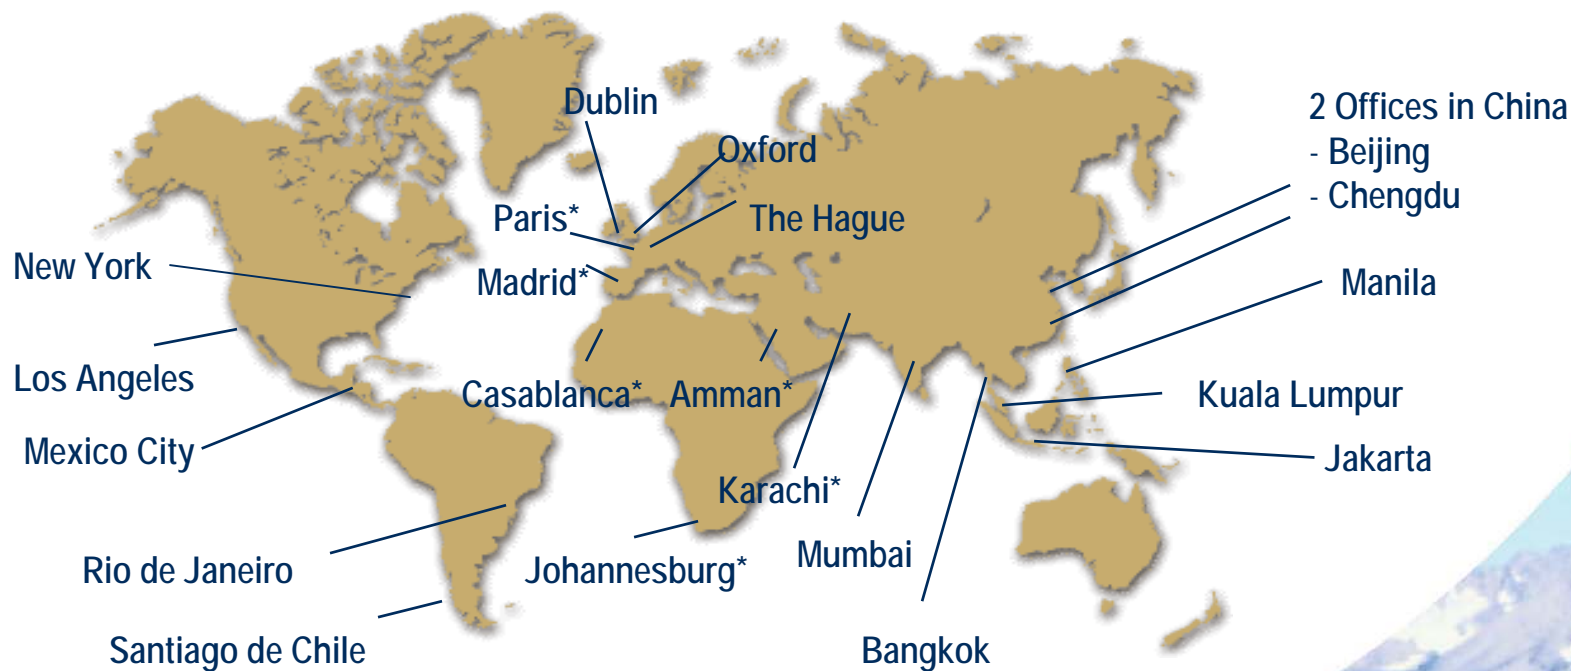 Dublin
2 Offices in China
- Beijing
- Chengdu
Oxford
Paris*
The Hague
New York
Madrid*
Manila
Los Angeles
Casablanca*
Amman*
Kuala Lumpur
Mexico City
Jakarta
Karachi*
Mumbai
Rio de Janeiro
Johannesburg*
Santiago de Chile
Bangkok